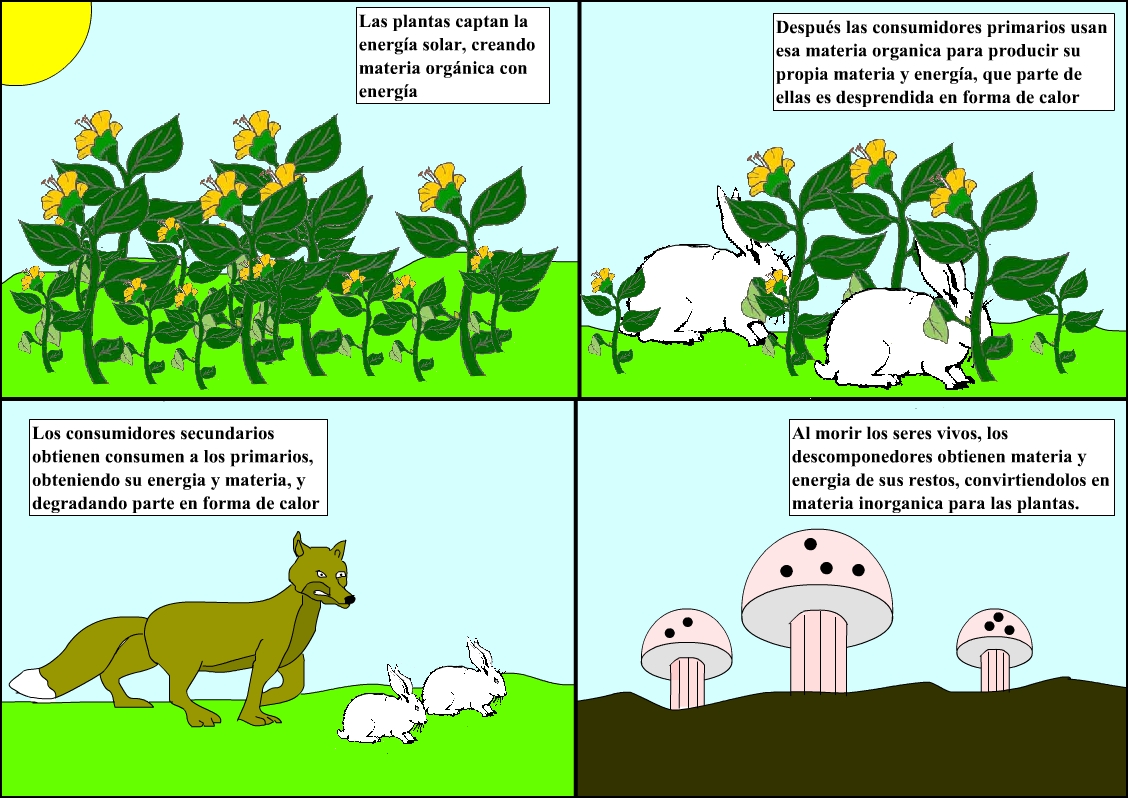 Las plantas captan la
energía solar, creando
materia orgánica con
energía
Después las consumidores primarios usan
esa materia organica para producir su
propia materia y energía, que parte de
ellas es desprendida en forma de calor
Los consumidores secundarios
obtienen consumen a los primarios,
obteniendo su energia y materia, y
degradando parte en forma de calor
Al morir los seres vivos, los
descomponedores obtienen materia y
energia de sus restos, convirtiendolos en
materia inorganica para las plantas.